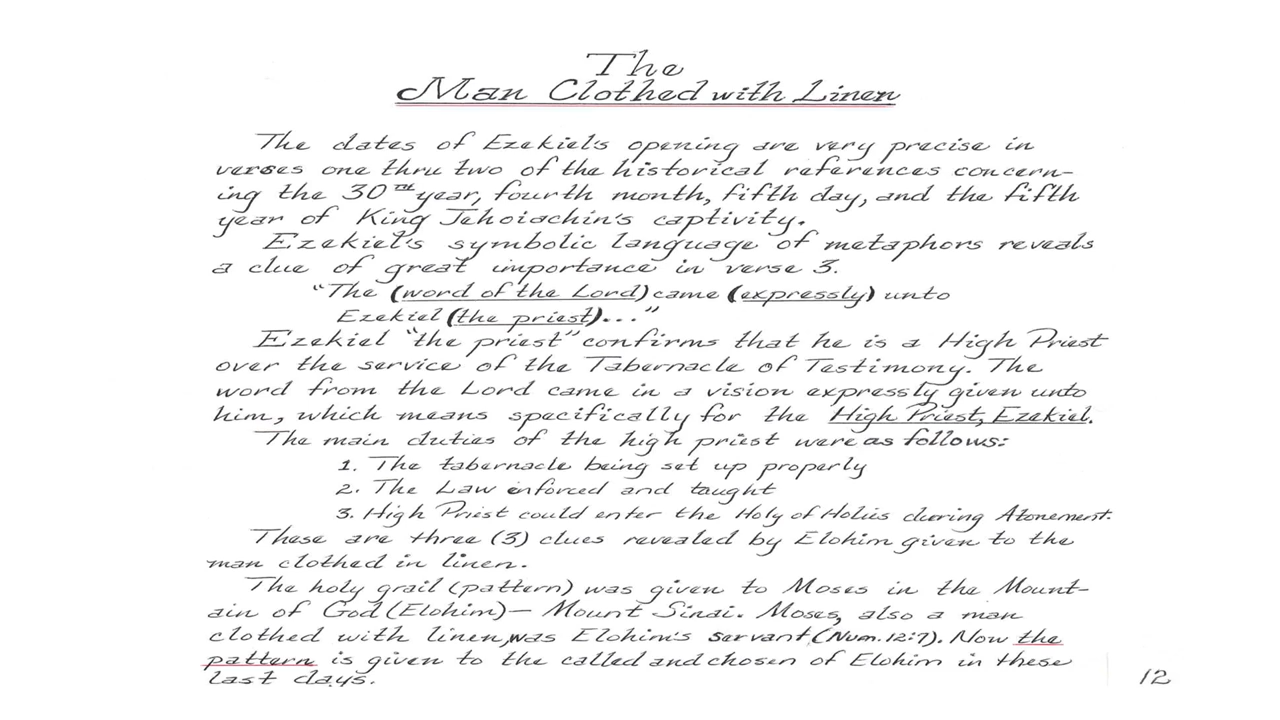 The
Man Clothed with Linen
The dates of Ezekiel's opening are very precise in
verses one thru two of the historical references concern-
ing the 30th year, fourth month, fifth day, and the fifth
year of King Jehoiachin's captivity.
Ezekiel's symbolic language of metaphors reveals
a clue of great importance in verse 3.
"The (word of the Lord) came (expressly) unto
Ezekiel (the priest)..."
Ezekiel "the priest" confirms that he is a High Priest
over the service of the Tabernacle of Testimony. The
word from the Lord came in a vision expressly given unto
him, which means specifically for the High Priest, Ezekiel.
The main duties of the high priest were as follows:
1. The tabernacle being set up properly
2. The Law enforced and taught
3. High Priest could enter the Holy of Holies during Atonement.
These are three (3) clues revealed by Elohim given to the
man clothed in linen.
The holy grail (pattern) was given to Moses in the Mount-
ain of God (Elohim) — Mount Sinai. Moses, also a man
clothed with linen, was Elohim's servant (Num. 12:7). Now the
pattern is given to the called and chosen of Elohim in these
last days.
12